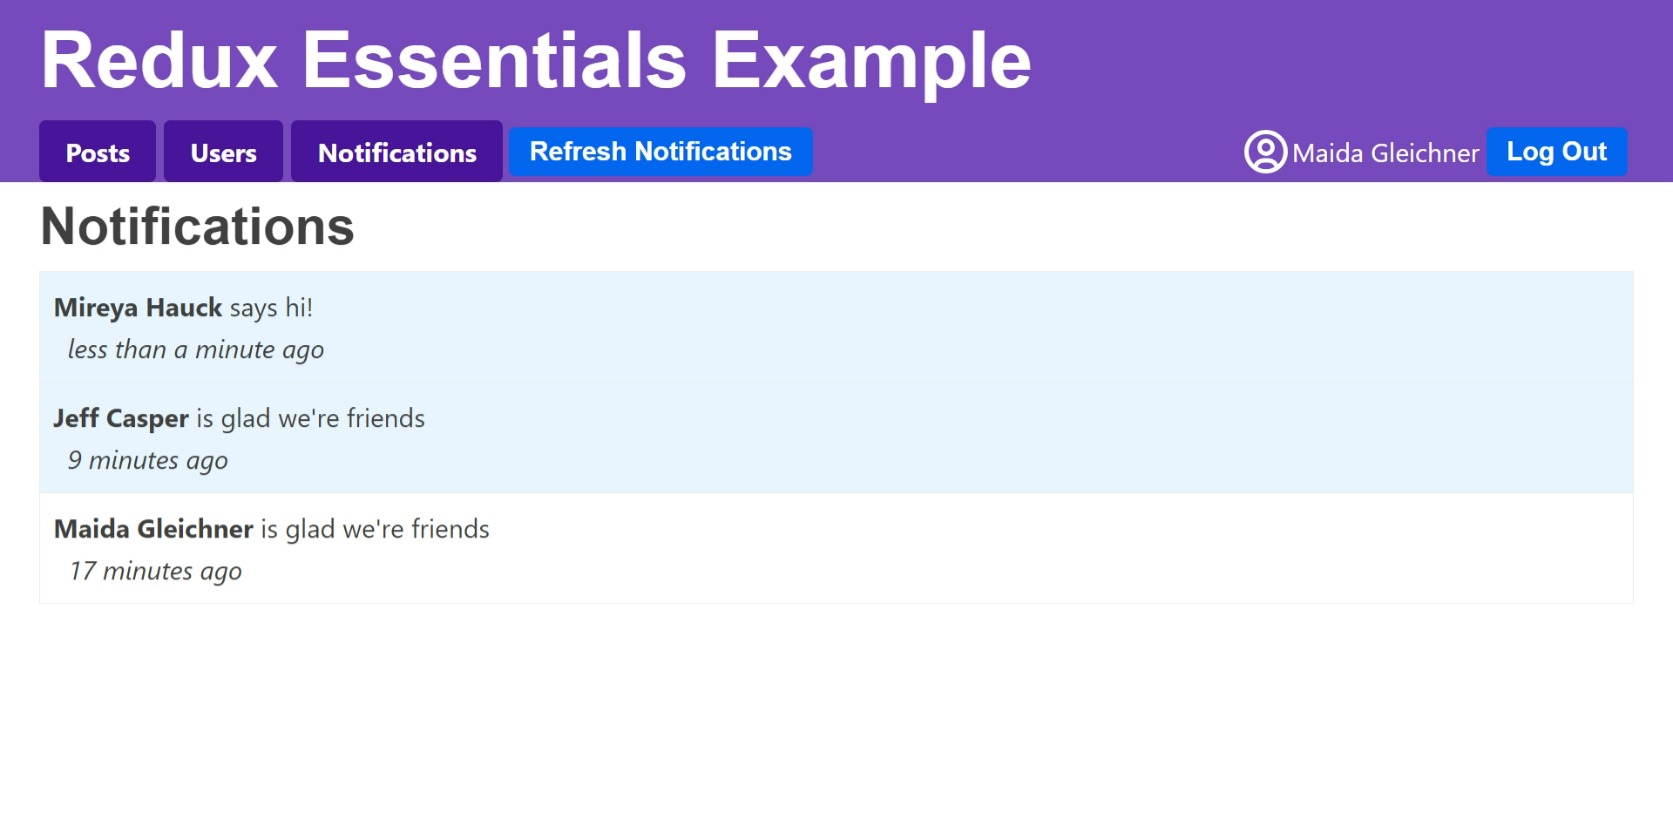 Redux Essentials Example
Posts Users Notifications Refresh Notifications Maida Gleichner Log Out
Notifications
Mireya Hauck says hi!
less than a minute ago
Jeff Casper is glad we're friends
9 minutes ago
Maida Gleichner is glad we're friends
17 minutes ago